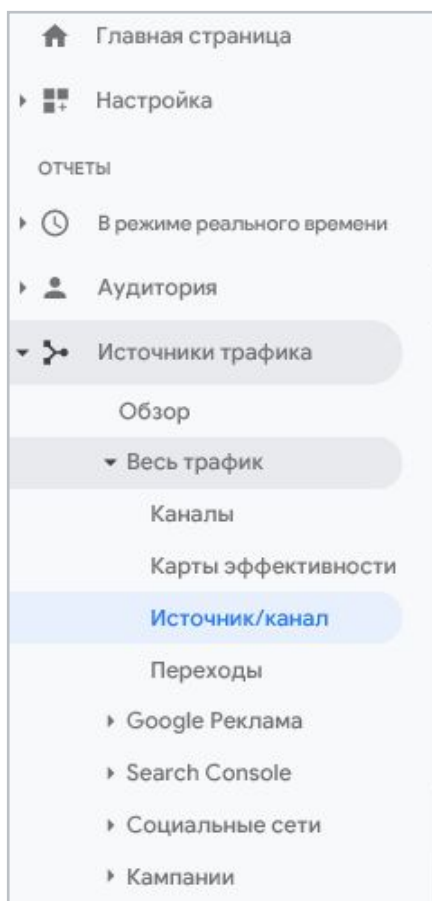 Главная страница
Настройка
ОТЧЕТЫ
В режиме реального времени
Аудитория
Источники трафика
Обзор
Весь трафик
Каналы
Карты эффективности
Источник/канал
Переходы
Google Реклама
Search Console
Социальные сети
Кампании